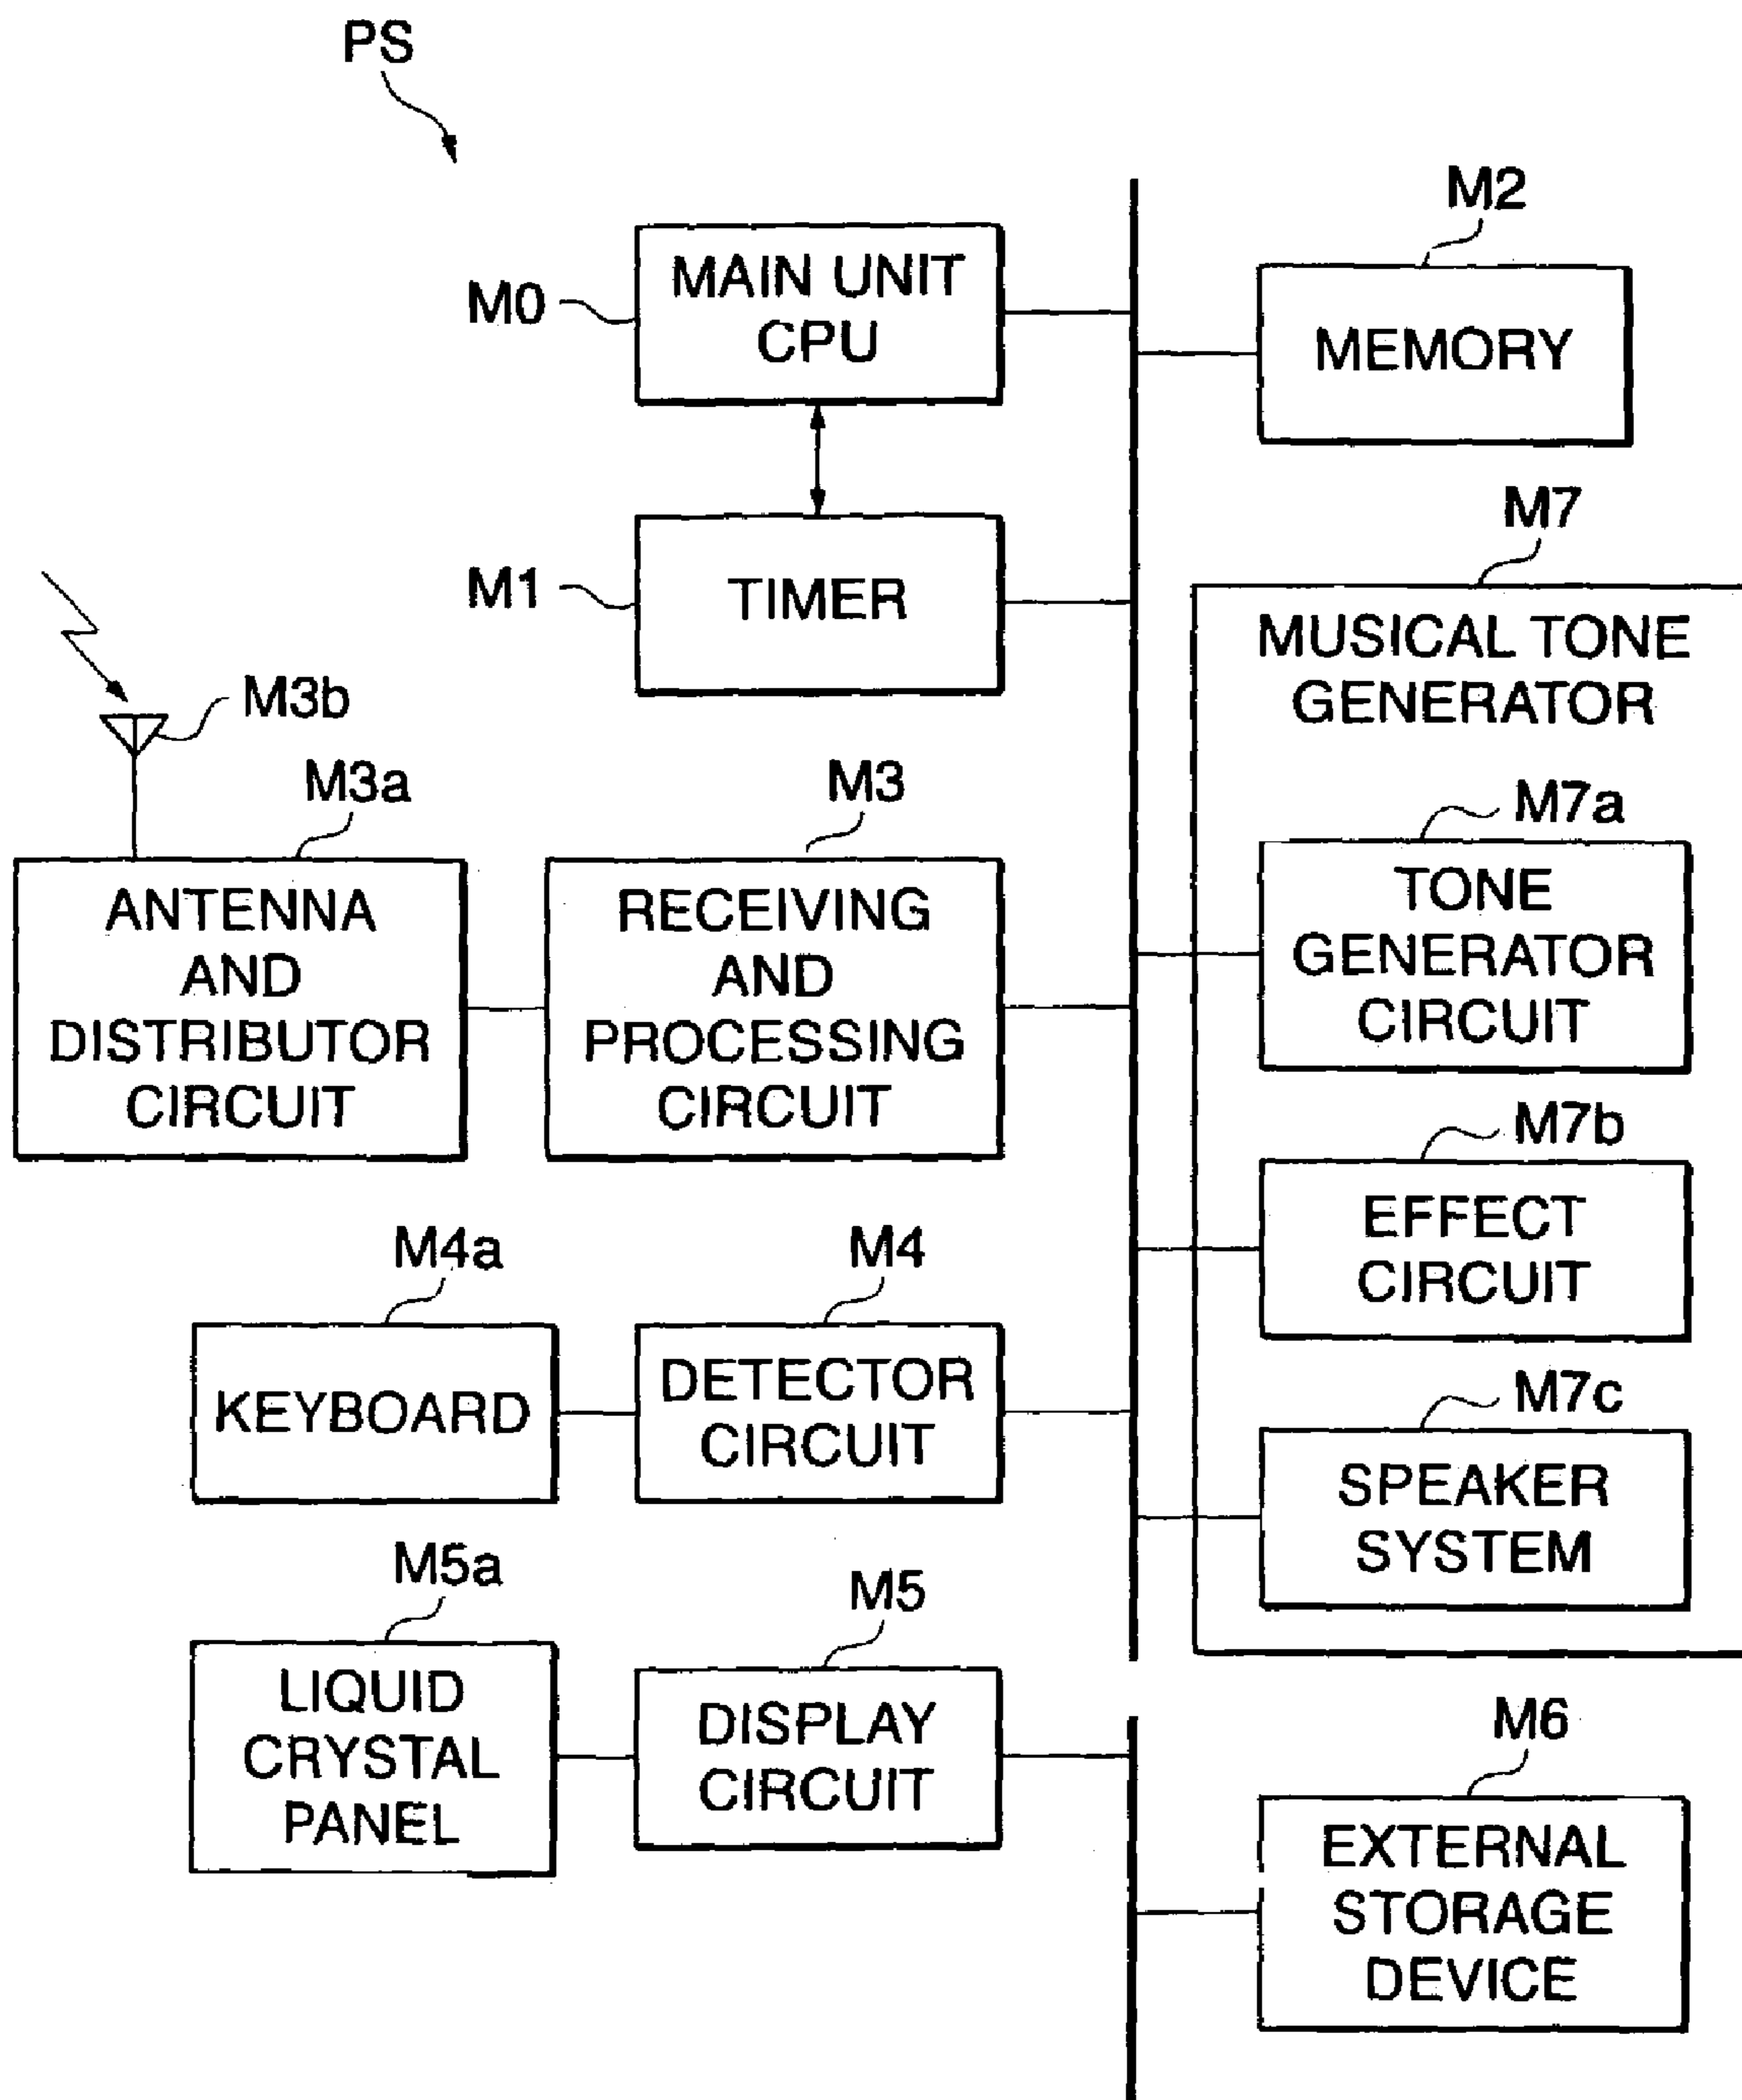 PS
M0
MAIN UNIT
CPU
M2
MEMORY
M1
TIMER
M7
MUSICAL TONE
GENERATOR
M3b
M3a
ANTENNA
AND
DISTRIBUTOR
CIRCUIT
M3
RECEIVING
AND
PROCESSING
CIRCUIT
M7a
TONE
GENERATOR
CIRCUIT
M7b
EFFECT
CIRCUIT
M4a
KEYBOARD
M4
DETECTOR
CIRCUIT
M7c
SPEAKER
SYSTEM
M5a
LIQUID
CRYSTAL
PANEL
M5
DISPLAY
CIRCUIT
M6
EXTERNAL
STORAGE
DEVICE